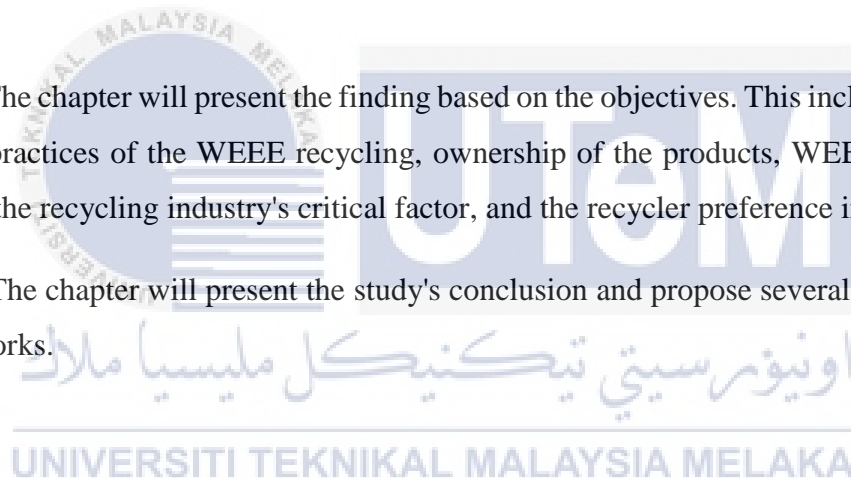 MALAYSIA
UTeM
he chapter will present the finding based on the objectives. This incl
practices of the WEEE recycling, ownership of the products, WEE
the recycling industry's critical factor, and the recycler preference i
The chapter will present the study's conclusion and propose several
orks.
اونيۏرسيتي تيكنيكل مليسيا ملاك
UNIVERSITI TEKNIKAL MALAYSIA MELAKA